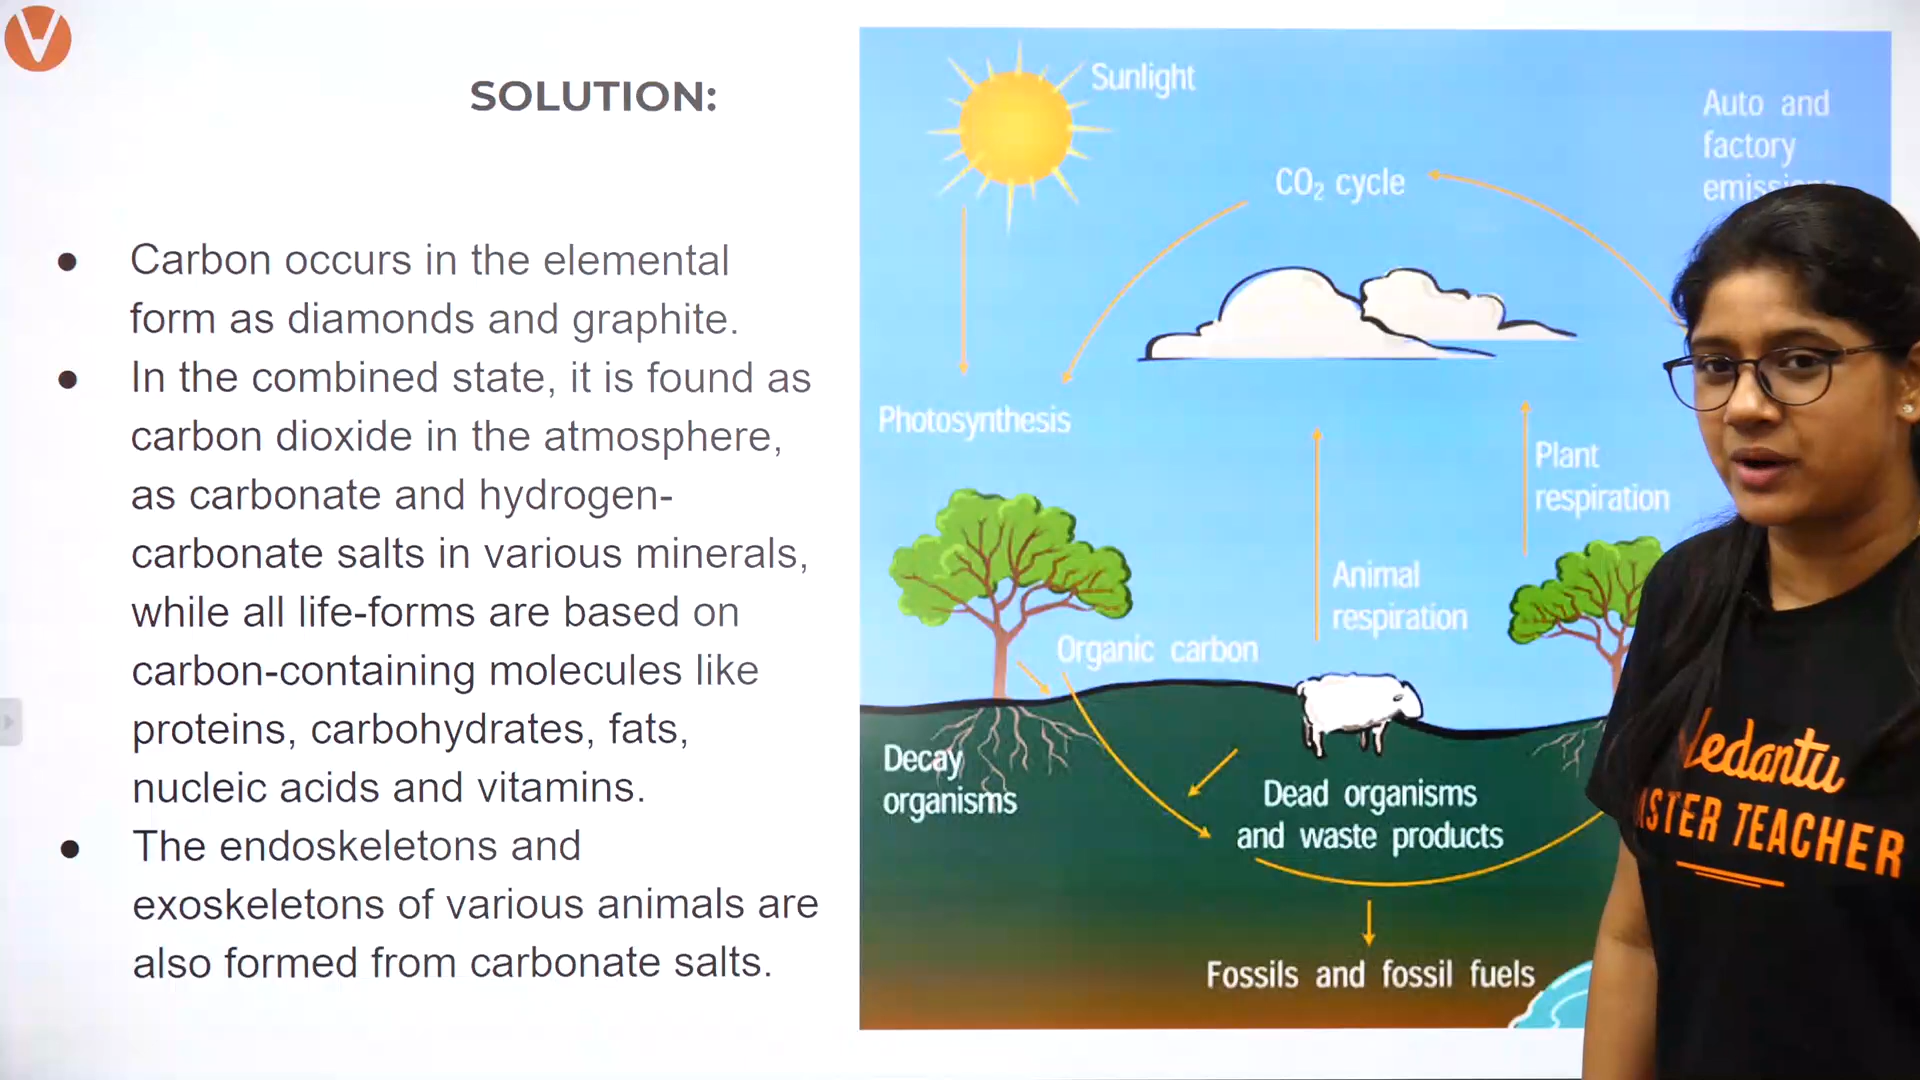 SOLUTION:
● Carbon occurs in the elemental
form as diamonds and graphite.
● In the combined state, it is found as
carbon dioxide in the atmosphere,
as carbonate and hydrogen-
carbonate salts in various minerals,
while all life-forms are based on
carbon-containing molecules like
proteins, carbohydrates, fats,
nucleic acids and vitamins.
● The endoskeletons and
exoskeletons of various animals are
also formed from carbonate salts.
Sunlight
Auto and
factory
CO₂ cycle
Photosynthesis
Plant
respiration
Animal
respiration
Organic carbon
Decay
organisms
Dead organisms
and waste products
Fossils and fossil fuels
Vedantu
TEACHER